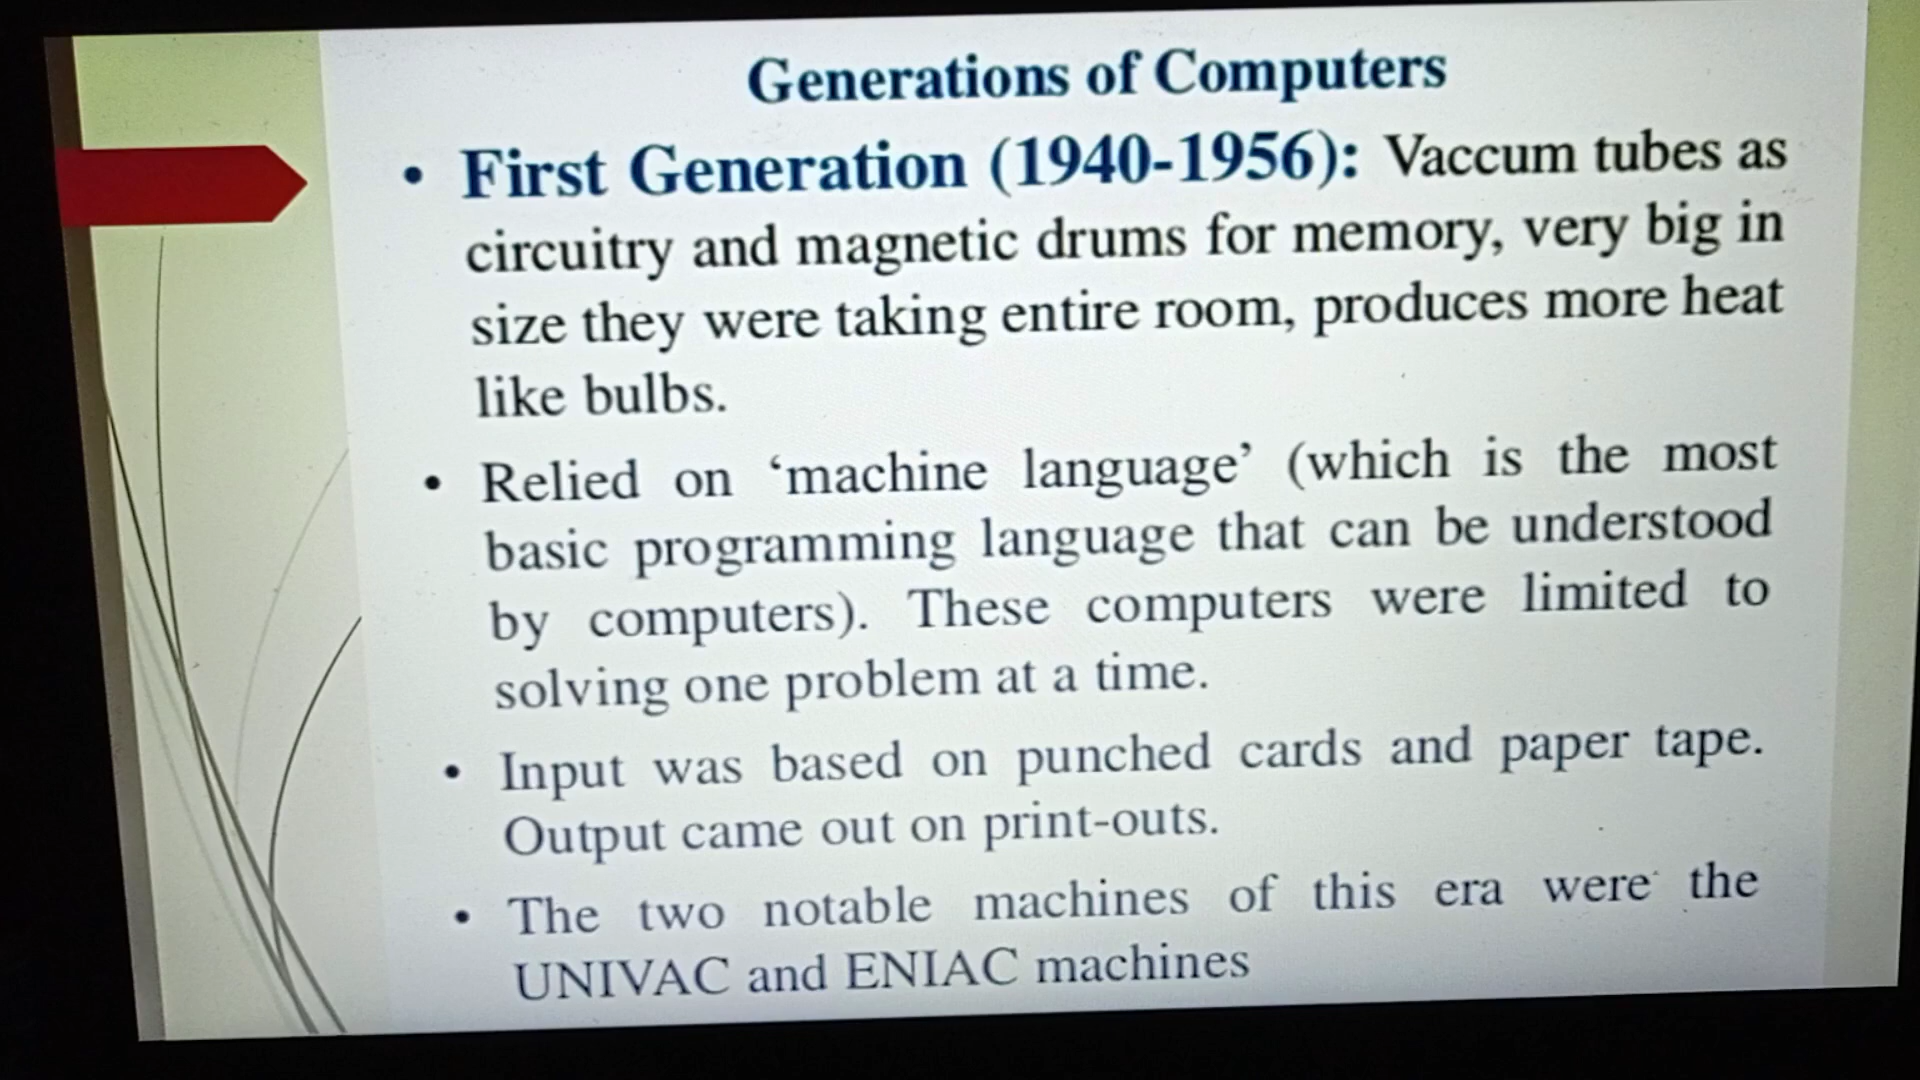 Generations of Computers
• First Generation (1940-1956): Vaccum tubes as
circuitry and magnetic drums for memory, very big in
size they were taking entire room, produces more heat
like bulbs.
• Relied on ‘machine language’ (which is the most
basic programming language that can be understood
by computers). These computers were limited to
solving one problem at a time.
• Input was based on punched cards and paper tape.
Output came out on print-outs.
• The two notable machines of this era were the
UNIVAC and ENIAC machines